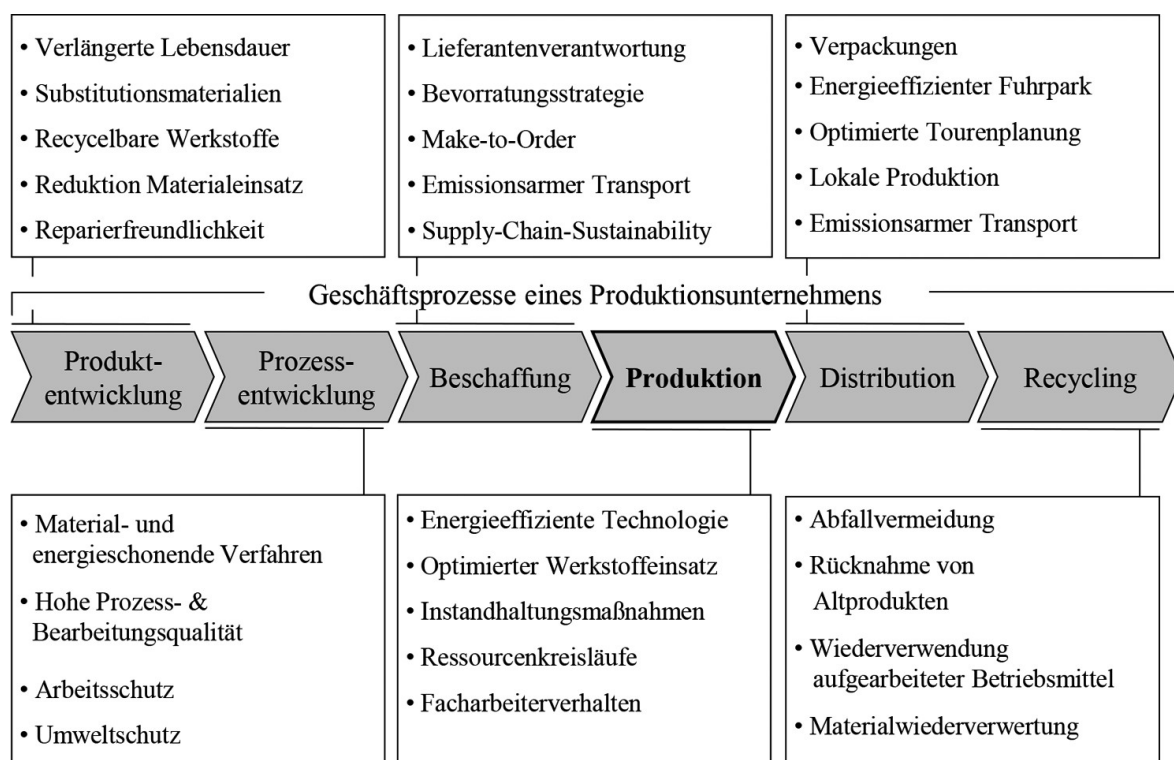 • Verlängerte Lebensdauer
• Substitutionsmaterialien
• Recycelbare Werkstoffe
• Reduktion Materialeinsatz
• Reparierfreundlichkeit
• Lieferantenverantwortung
• Bevorratungsstrategie
• Make-to-Order
• Emissionsarmer Transport
• Supply-Chain-Sustainability
• Verpackungen
• Energieeffizienter Fuhrpark
• Optimierte Tourenplanung
• Lokale Produktion
• Emissionsarmer Transport
Geschäftsprozesse eines Produktionsunternehmens
Produkt-
entwicklung
Prozess-
entwicklung
Beschaffung
Produktion
Distribution
Recycling
• Material- und
energieschonende Verfahren
• Hohe Prozess- &
Bearbeitungsqualität
• Arbeitsschutz
• Umweltschutz
• Energieeffiziente Technologie
• Optimierter Werkstoffeinsatz
• Instandhaltungsmaßnahmen
• Ressourcenkreisläufe
• Facharbeiterverhalten
• Abfallvermeidung
• Rücknahme von
Altprodukten
• Wiederverwendung
aufgearbeiteter Betriebsmittel
• Materialwiederverwertung